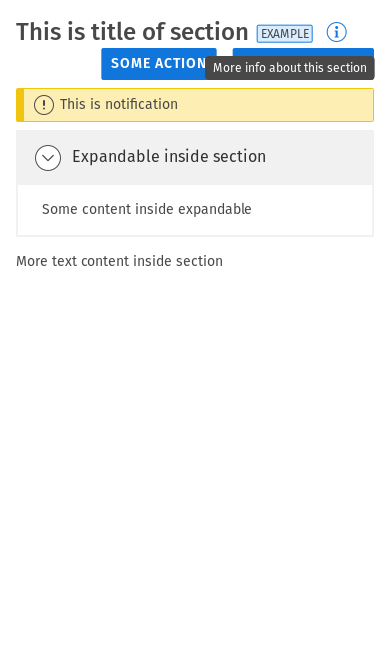 This is title of section EXAMPLE
SOME ACTION
More info about this section
This is notification
Expandable inside section
Some content inside expandable
More text content inside section